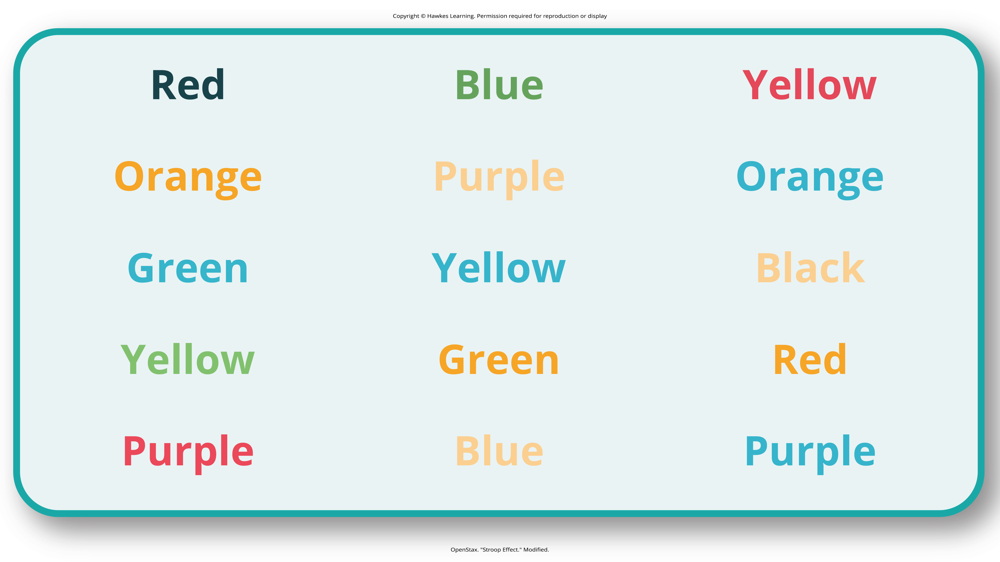 Copyright © Hawkes Learning. Permission required for reproduction or display
Red Blue Yellow
Orange Purple Orange
Green Yellow Black
Yellow Green Red
Purple Blue Purple
OpenStax. "Stroop Effect." Modified.